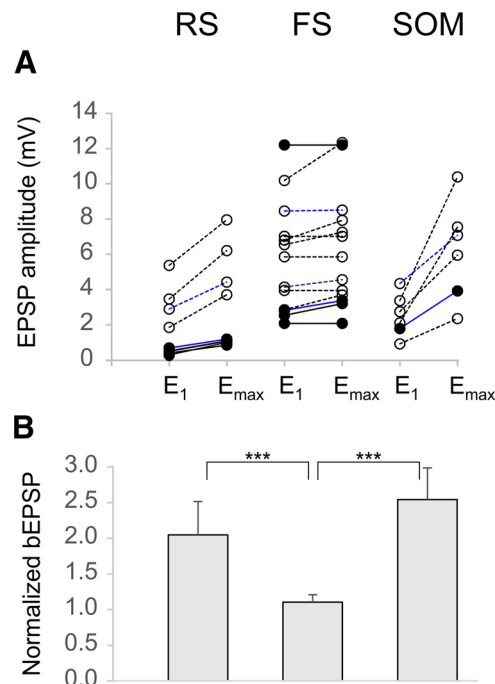 RS FS SOM
A
EPSP amplitude (mV)
14
12
10
8
6
4
2
0
E1 Emax E1 Emax E1 Emax
B
Normalized bEPSP
3.0
2.5
2.0
1.5
1.0
0.5
0.0
*** ***